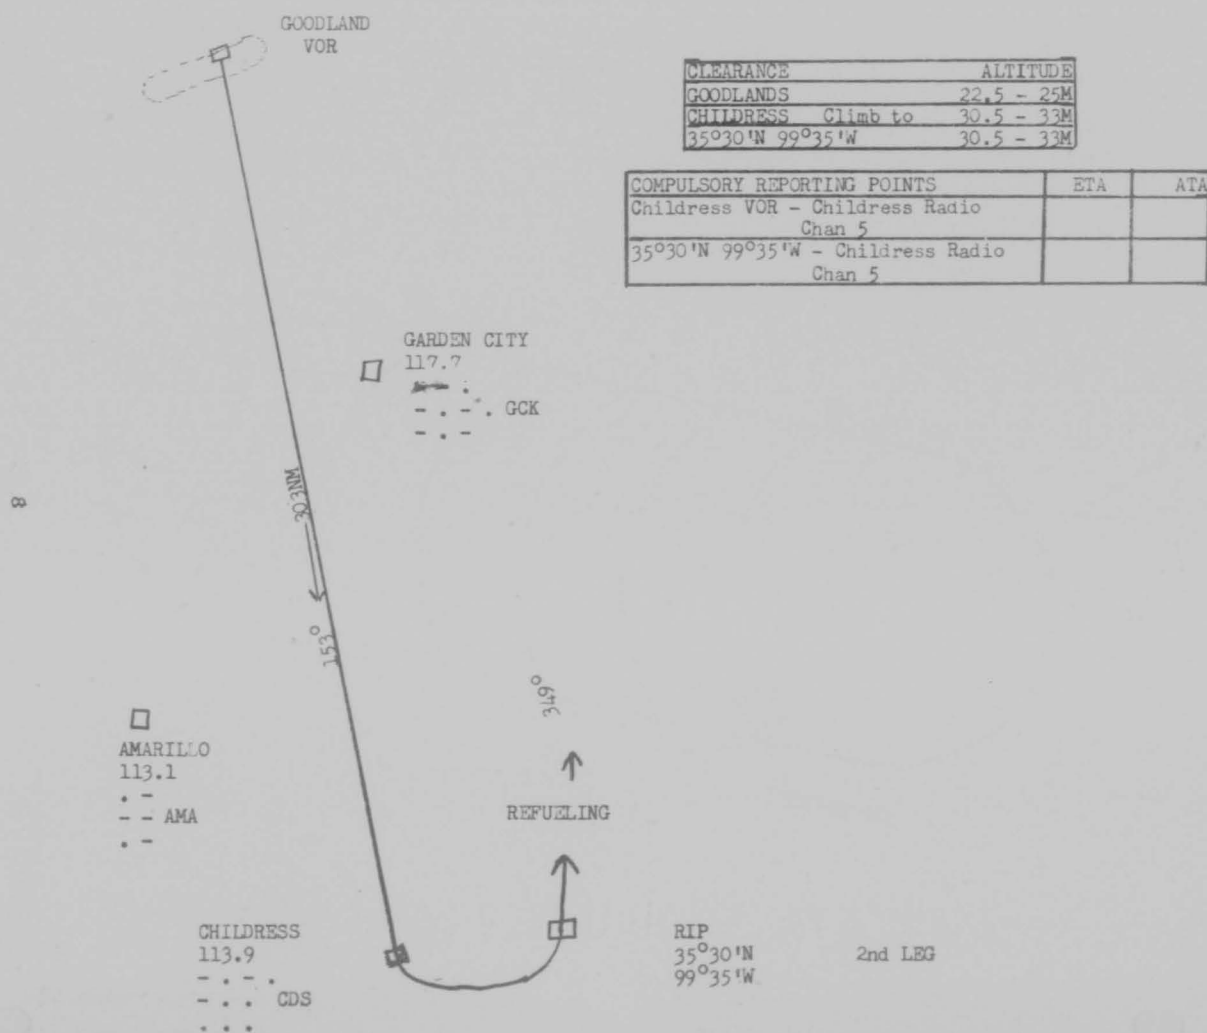 GOODLAND
VOR
CLEARANCE ALTITUDE
GOODLANDS 22.5 - 25M
CHILDRESS Climb to 30.5 - 33M
35°30'N 99°35'W 30.5 - 33M
COMPULSORY REPORTING POINTS ETA ATA
Childress VOR - Childress Radio
Chan 5
35°30'N 99°35'W - Childress Radio
Chan 5
GARDEN CITY
117.7
- - .
- . - . GCK
- . -
303NM
8
153°
349°
AMARILLO
113.1
. -
- - AMA
. -
REFUELING
CHILDRESS
113.9
- . - .
- . . CDS
. . .
RIP
35°30'N 2nd LEG
99°35'W